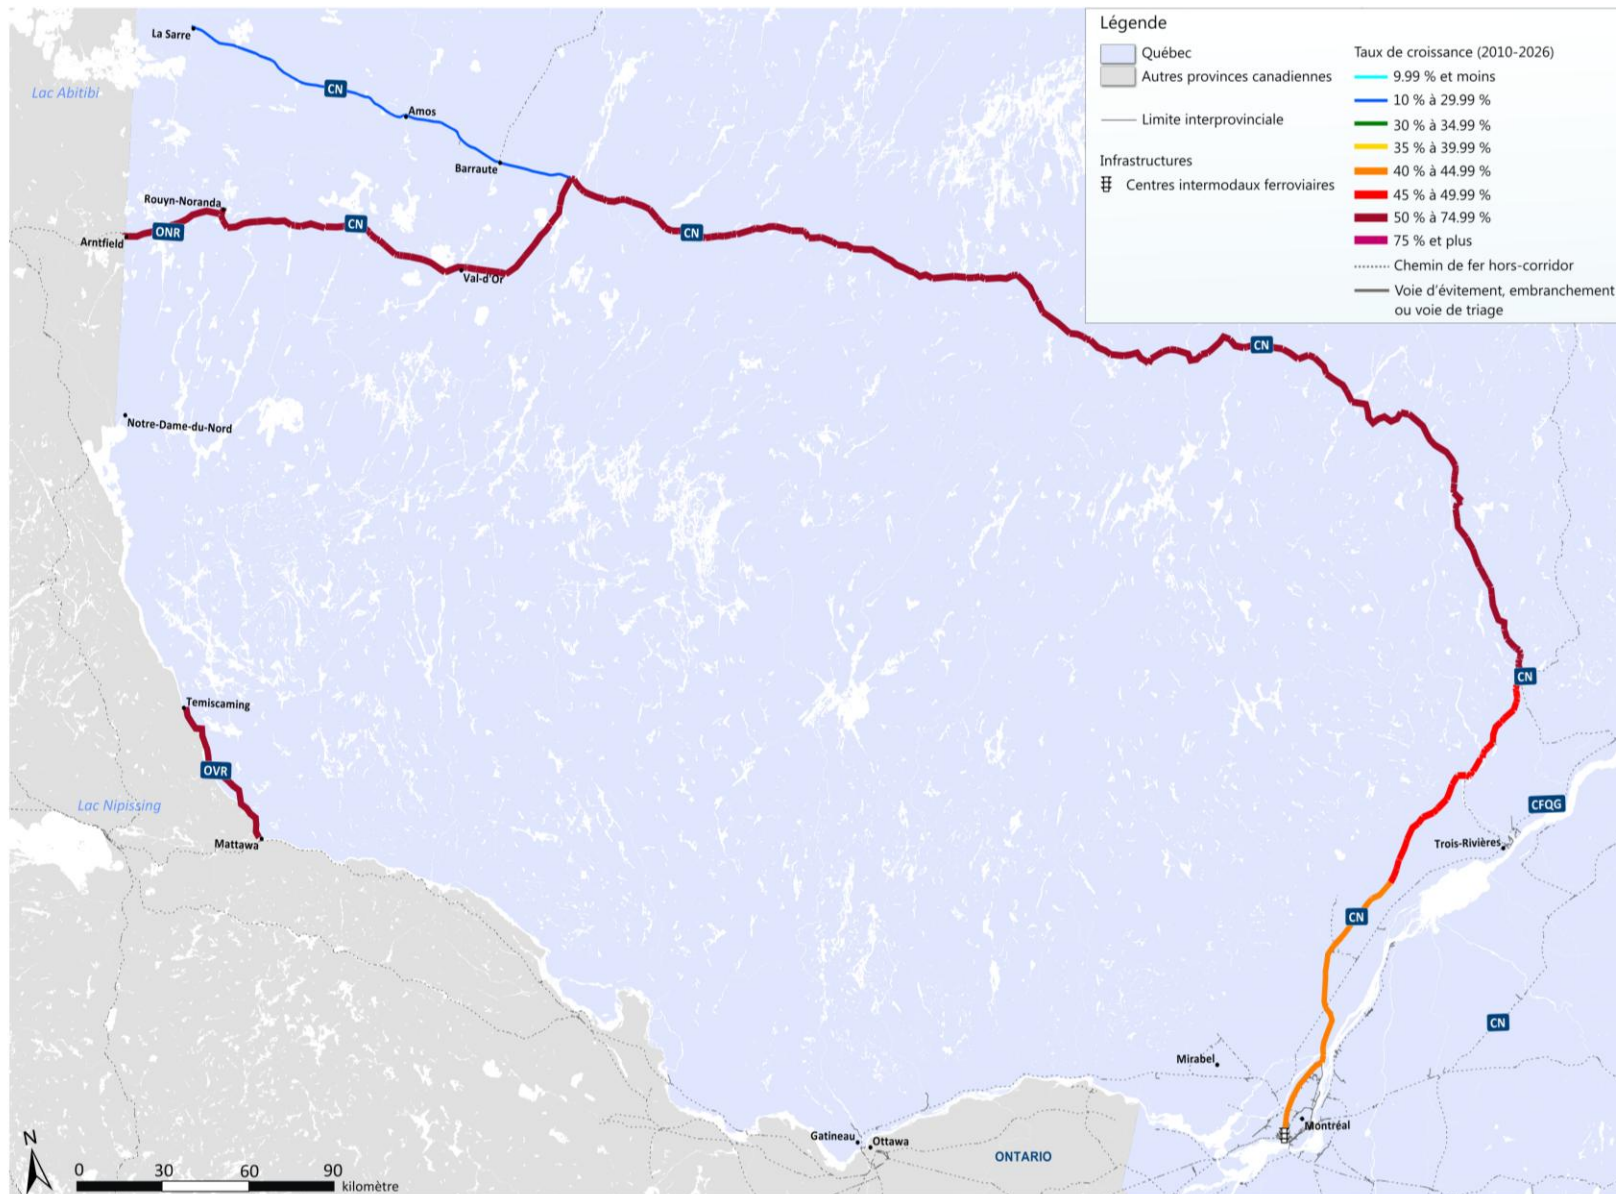 Légende
Québec
Autres provinces canadiennes
Limite interprovinciale
Infrastructures
Centres intermodaux ferroviaires
Taux de croissance (2010-2026)
9.99 % et moins
10 % à 29.99 %
30 % à 34.99 %
35 % à 39.99 %
40 % à 44.99 %
45 % à 49.99 %
50 % à 74.99 %
75 % et plus
Chemin de fer hors-corridor
Voie d'évitement, embranchement
ou voie de triage
La Sarre
Lac Abitibi
CN
Amos
Barraute
Rouyn-Noranda
Arntfield
ONR
CN
CN
Val-d'Or
CN
Notre-Dame-du-Nord
CN
Temiscaming
OVR
Lac Nipissing
Mattawa
CFQG
Trois-Rivières
CN
CN
Mirabel
Montréal
Gatineau
Ottawa
ONTARIO
N
0 30 60 90
kilomètre